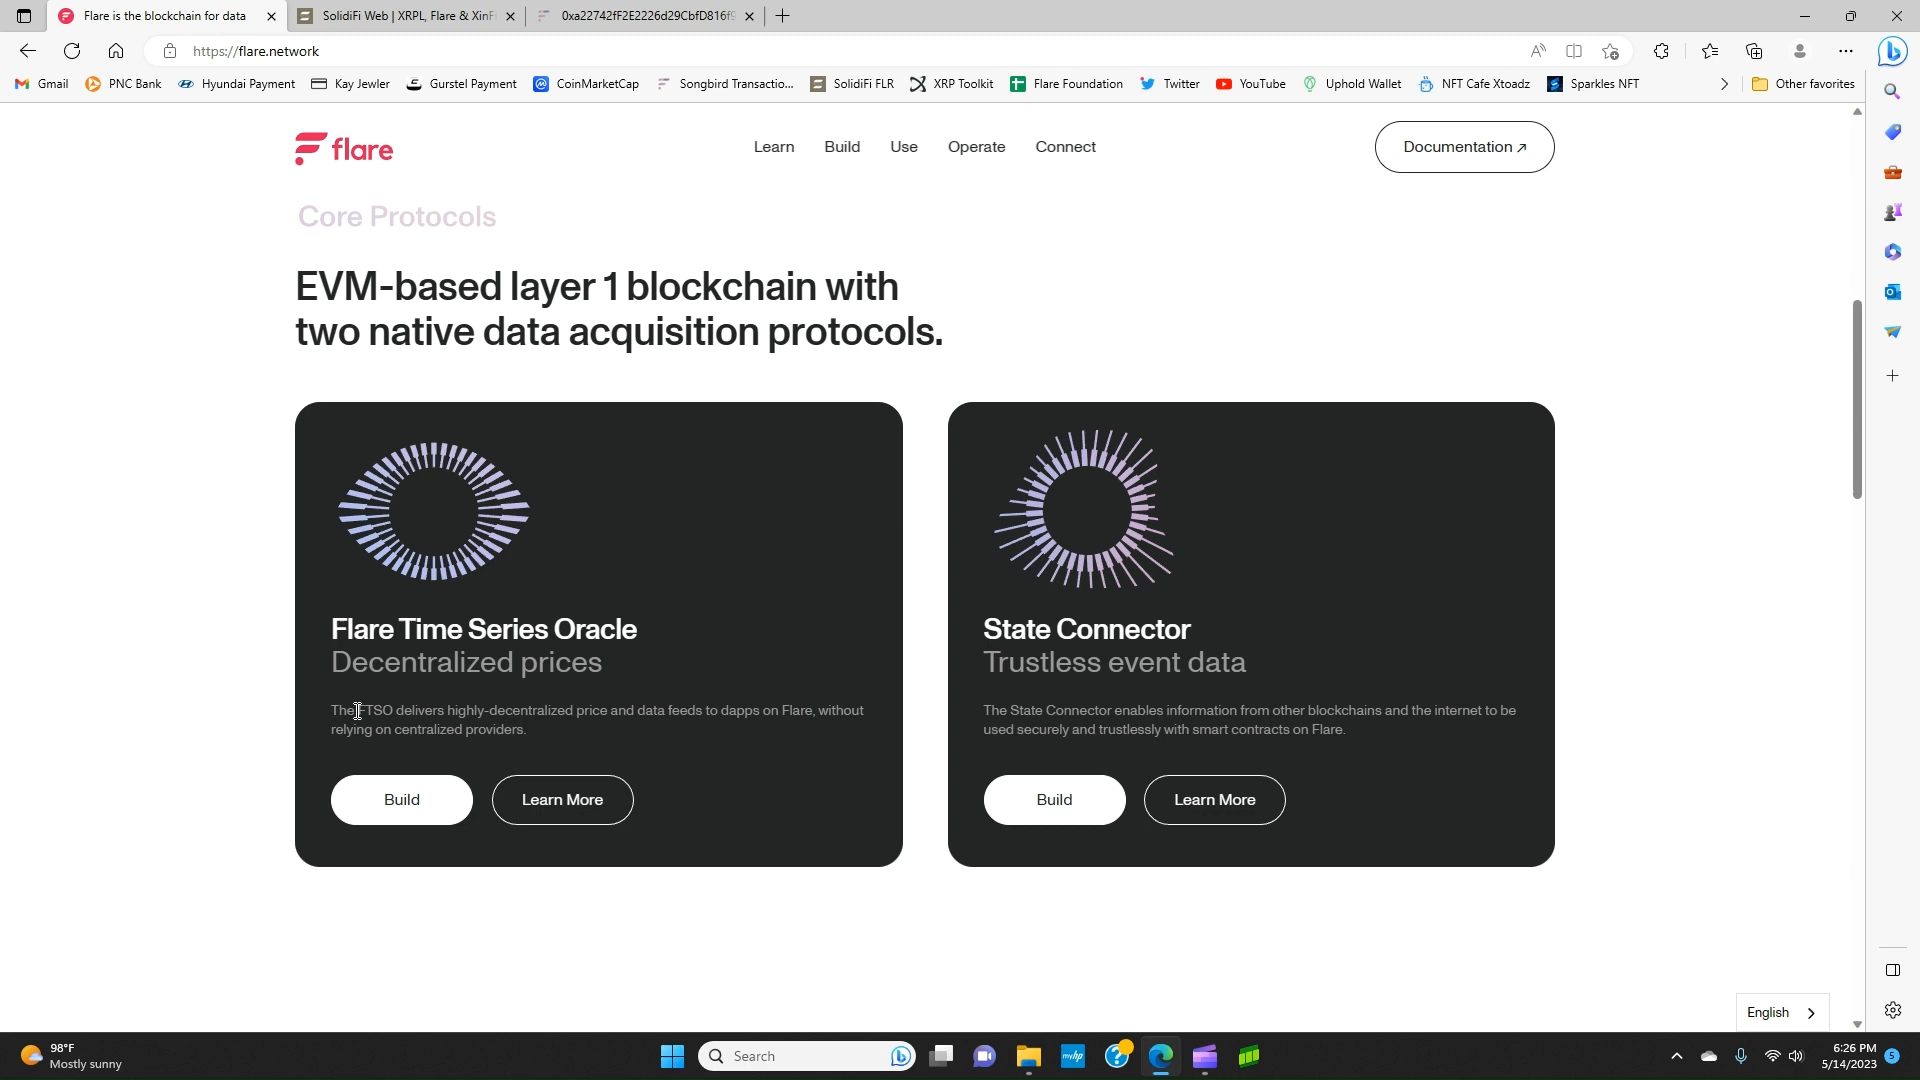 Flare is the blockchain for data
SolidiFi Web | XRPL, Flare & XinFi
0xa22742fF2E2226d29CbfD816f9
https://flare.network
Gmail
PNC Bank
Hyundai Payment
Kay Jewler
Gurstel Payment
CoinMarketCap
Songbird Transactio...
SolidiFi FLR
XRP Toolkit
Flare Foundation
Twitter
YouTube
Uphold Wallet
NFT Cafe Xtoadz
Sparkles NFT
Other favorites
flare
Learn
Build
Use
Operate
Connect
Documentation ↗
Core Protocols
EVM-based layer 1 blockchain with
two native data acquisition protocols.
Flare Time Series Oracle
Decentralized prices
The FTSO delivers highly-decentralized price and data feeds to dapps on Flare, without
relying on centralized providers.
Build
Learn More
State Connector
Trustless event data
The State Connector enables information from other blockchains and the internet to be
used securely and trustlessly with smart contracts on Flare.
Build
Learn More
English
98°F
Mostly sunny
Search
myhp
6:26 PM
5/14/2023
5